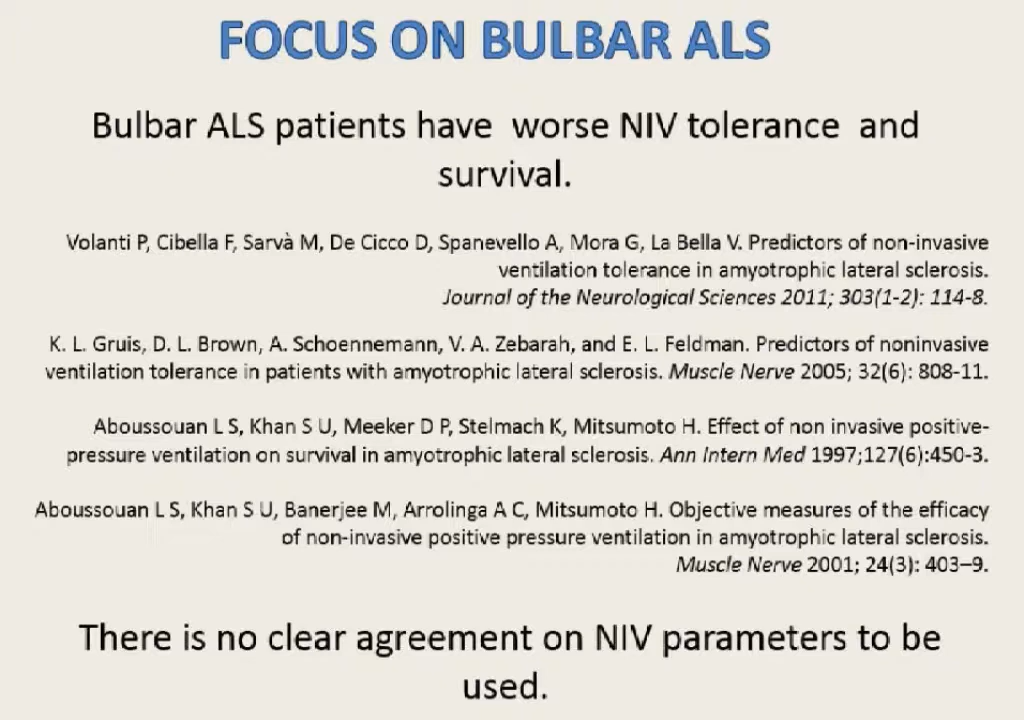 FOCUS ON BULBAR ALS
Bulbar ALS patients have worse NIV tolerance and
survival.
Volanti P, Cibella F, Sarvà M, De Cicco D, Spanevello A, Mora G, La Bella V. Predictors of non-invasive
ventilation tolerance in amyotrophic lateral sclerosis.
Journal of the Neurological Sciences 2011; 303(1-2): 114-8.
K. L. Gruis, D. L. Brown, A. Schoennemann, V. A. Zebarah, and E. L. Feldman. Predictors of noninvasive
ventilation tolerance in patients with amyotrophic lateral sclerosis. Muscle Nerve 2005; 32(6): 808-11.
Aboussouan L S, Khan S U, Meeker D P, Stelmach K, Mitsumoto H. Effect of non invasive positive-
pressure ventilation on survival in amyotrophic lateral sclerosis. Ann Intern Med 1997;127(6):450-3.
Aboussouan L S, Khan S U, Banerjee M, Arrolinga A C, Mitsumoto H. Objective measures of the efficacy
of non-invasive positive pressure ventilation in amyotrophic lateral sclerosis.
Muscle Nerve 2001; 24(3): 403–9.
There is no clear agreement on NIV parameters to be
used.